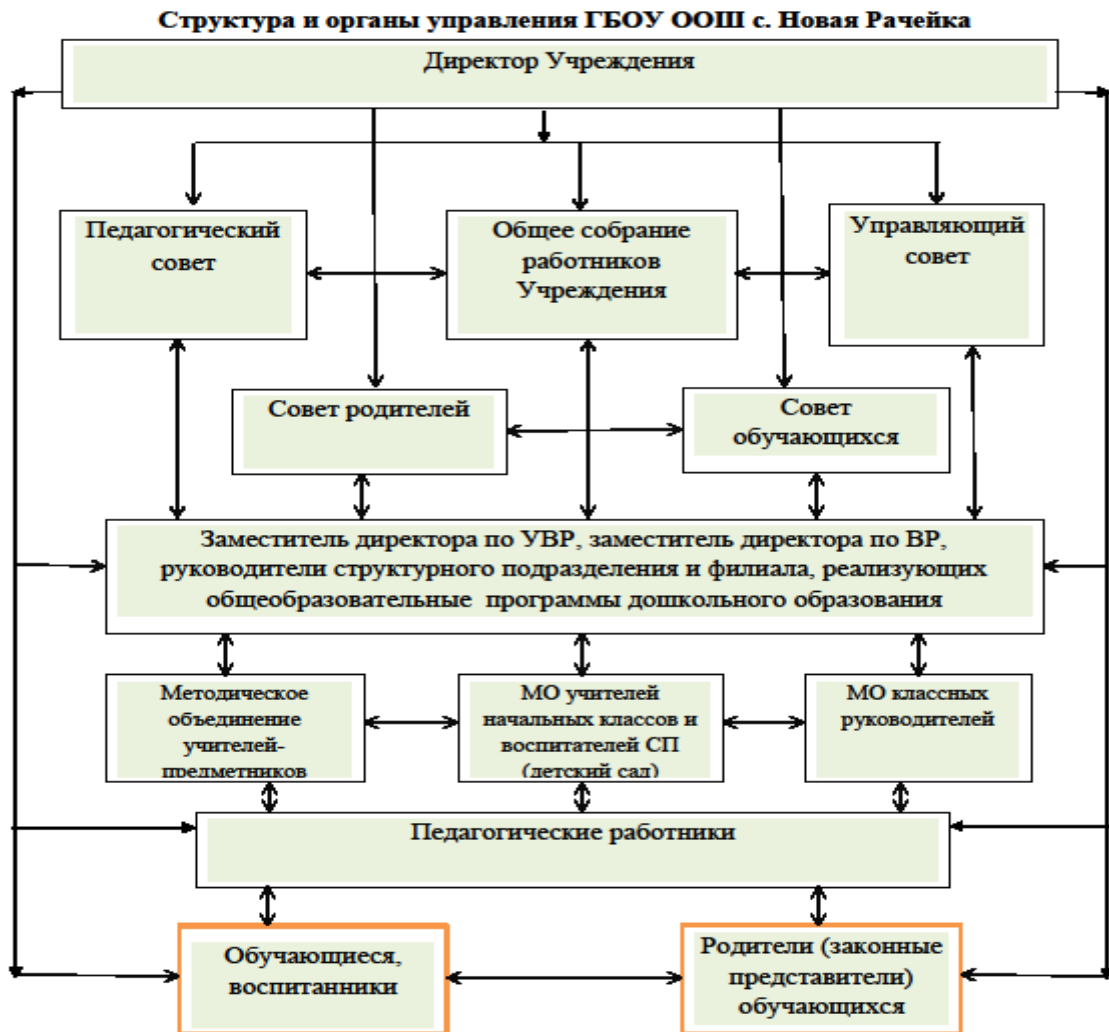 Структура и органы управления ГБОУ ООШ с. Новая Рачейка
Директор Учреждения
Педагогический
совет
Общее собрание
работников
Учреждения
Управляющий
совет
Совет родителей
Совет
обучающихся
Заместитель директора по УВР, заместитель директора по ВР,
руководители структурного подразделения и филиала, реализующих
общеобразовательные программы дошкольного образования
Методическое
объединение
учителей-
предметников
МО учителей
начальных классов и
воспитателей СП
(детский сад)
МО классных
руководителей
Педагогические работники
Обучающиеся,
воспитанники
Родители (законные
представители)
обучающихся